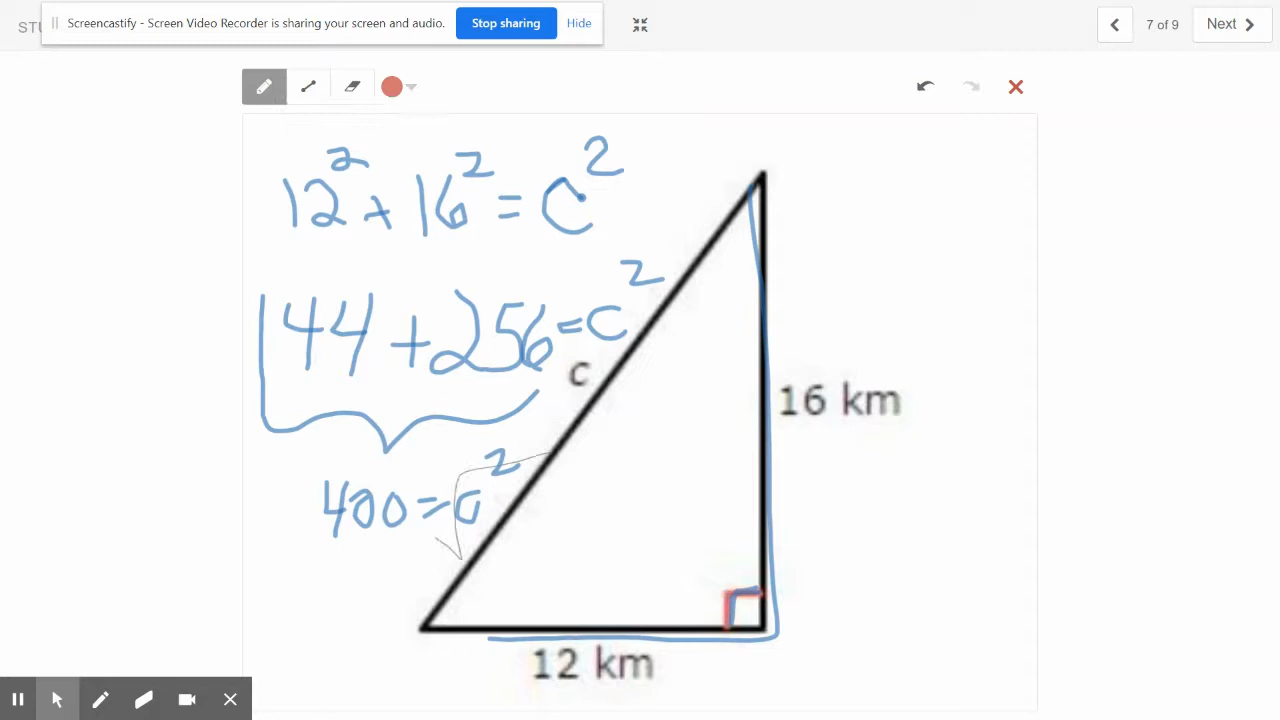 STU
Screencastify - Screen Video Recorder is sharing your screen and audio. Stop sharing Hide
7 of 9 Next
12² + 16² = C²
144 + 256 = C²
c
16 km
400 = c²
12 km